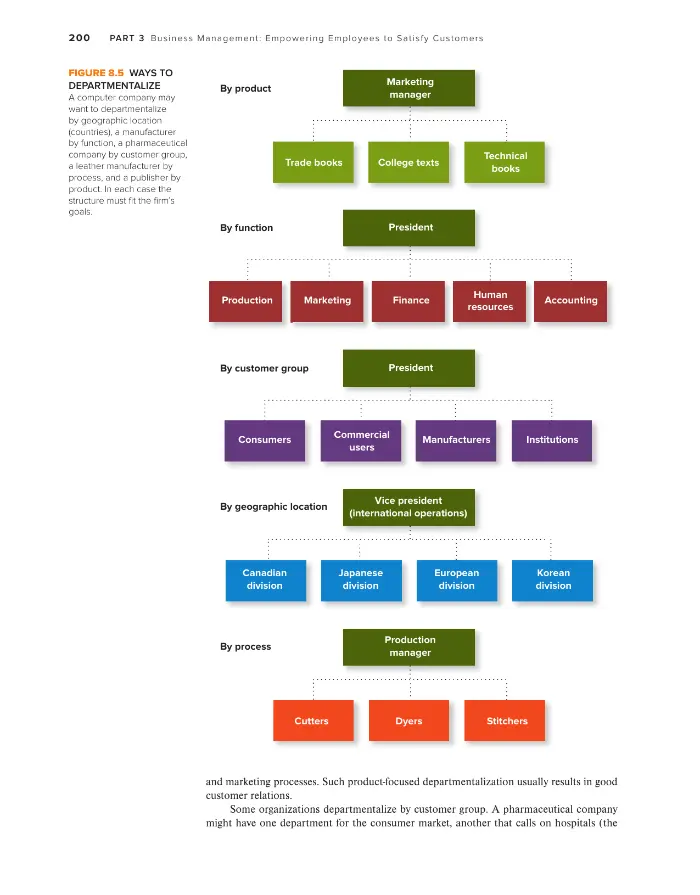 200 PART 3 Business Management: Empowering Employees to Satisfy Customers
FIGURE 8.5 WAYS TO
DEPARTMENTALIZE
A computer company may
want to departmentalize
by geographic location
(countries), a manufacturer
by function, a pharmaceutical
company by customer group,
a leather manufacturer by
process, and a publisher by
product. In each case the
structure must fit the firm's
goals.
By product
Marketing
manager
Trade books
College texts
Technical
books
By function
President
Production
Marketing
Finance
Human
resources
Accounting
By customer group
President
Consumers
Commercial
users
Manufacturers
Institutions
By geographic location
Vice president
(international operations)
Canadian
division
Japanese
division
European
division
Korean
division
By process
Production
manager
Cutters
Dyers
Stitchers
and marketing processes. Such product-focused departmentalization usually results in good
customer relations.
Some organizations departmentalize by customer group. A pharmaceutical company
might have one department for the consumer market, another that calls on hospitals (the